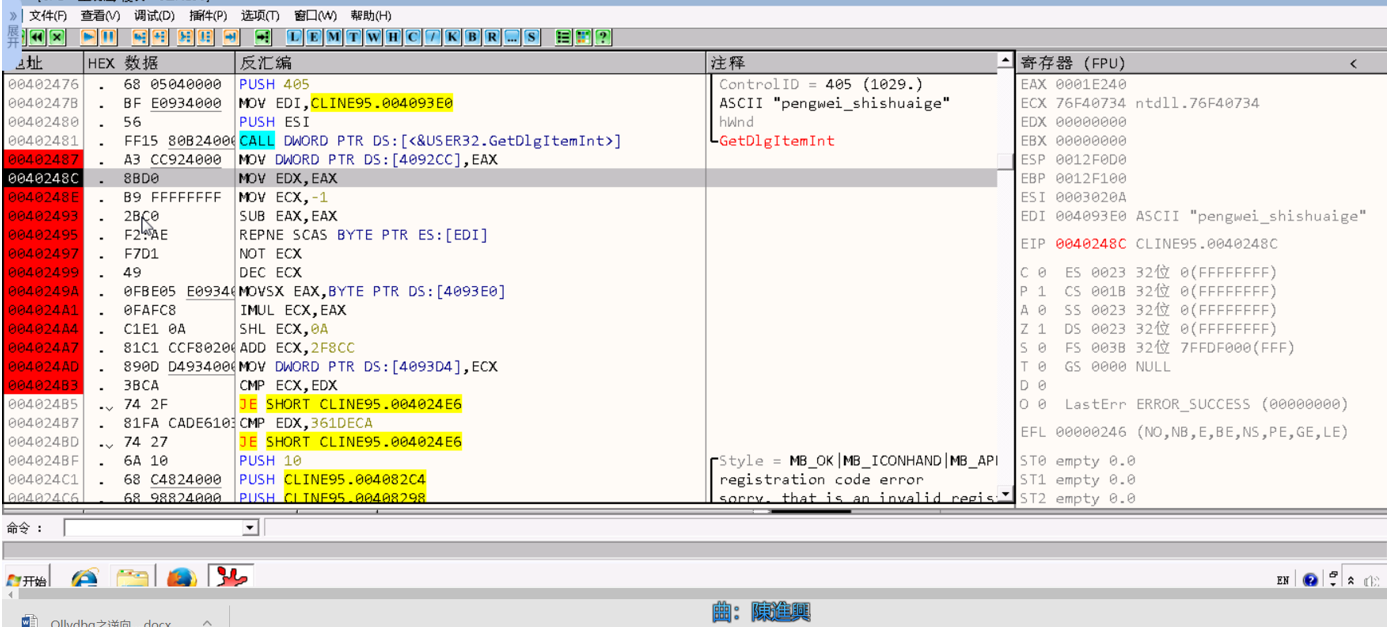 » 文件(F) 查看(V) 调试(D) 插件(P) 选项(T) 窗口(W) 帮助(H)
展开
L E M T W H C / K B R ... S ?
址 HEX 数据 反汇编 注释 寄存器 (FPU) <
00402476 . 68 05040000 PUSH 405 ControlID = 405 (1029.) EAX 0001E240
0040247B . BF E0934000 MOV EDI,CLINE95.004093E0 ASCII "pengwei_shishuaige" ECX 76F40734 ntdll.76F40734
00402480 . 56 PUSH ESI hWnd EDX 00000000
00402481 . FF15 80B24000 CALL DWORD PTR DS:[<&USER32.GetDlgItemInt>] GetDlgItemInt EBX 00000000
00402487 . A3 CC924000 MOV DWORD PTR DS:[4092CC],EAX ESP 0012F0D0
0040248C . 8BD0 MOV EDX,EAX EBP 0012F100
0040248E . B9 FFFFFFFF MOV ECX,-1 ESI 0003020A
00402493 . 2BC0 SUB EAX,EAX EDI 004093E0 ASCII "pengwei_shishuaige"
00402495 . F2:AE REPNE SCAS BYTE PTR ES:[EDI]
EIP 0040248C CLINE95.0040248C
00402497 . F7D1 NOT ECX
00402499 . 49 DEC ECX C 0 ES 0023 32位 0(FFFFFFFF)
0040249A . 0FBE05 E09340 MOVSX EAX,BYTE PTR DS:[4093E0] P 1 CS 001B 32位 0(FFFFFFFF)
004024A1 . 0FAFC8 IMUL ECX,EAX A 0 SS 0023 32位 0(FFFFFFFF)
004024A4 . C1E1 0A SHL ECX,0A Z 1 DS 0023 32位 0(FFFFFFFF)
004024A7 . 81C1 CCF80200 ADD ECX,2F8CC S 0 FS 003B 32位 7FFDF000(FFF)
004024AD . 890D D4934000 MOV DWORD PTR DS:[4093D4],ECX T 0 GS 0000 NULL
004024B3 . 3BCA CMP ECX,EDX D 0
004024B5 . 74 2F JE SHORT CLINE95.004024E6 O 0 LastErr ERROR_SUCCESS (00000000)
004024B7 . 81FA CADE6103 CMP EDX,361DECA
EFL 00000246 (NO,NB,E,BE,NS,PE,GE,LE)
004024BD . 74 27 JE SHORT CLINE95.004024E6
004024BF . 6A 10 PUSH 10 Style = MB_OK|MB_ICONHAND|MB_APP ST0 empty 0.0
004024C1 . 68 C4824000 PUSH CLINE95.004082C4 registration code error ST1 empty 0.0
004024C6 . 68 98824000 PUSH CLINE95.00408298 sorry, that is an invalid regis ST2 empty 0.0
命令 :
开始 EN
Ollydbg之逆向...docx
曲：陳進興